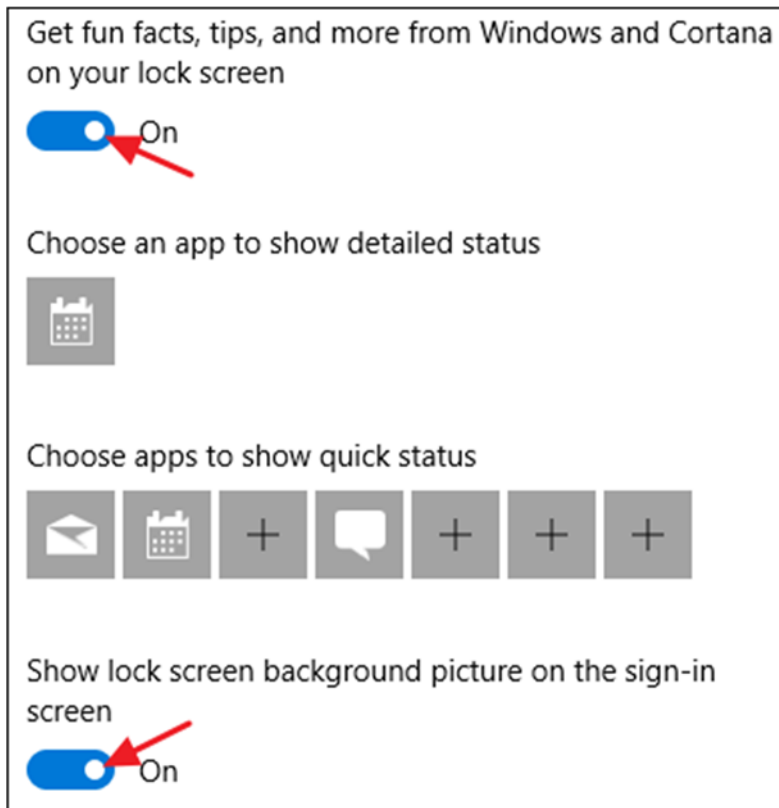 Get fun facts, tips, and more from Windows and Cortana
on your lock screen
On
Choose an app to show detailed status
Choose apps to show quick status
Show lock screen background picture on the sign-in
screen
On